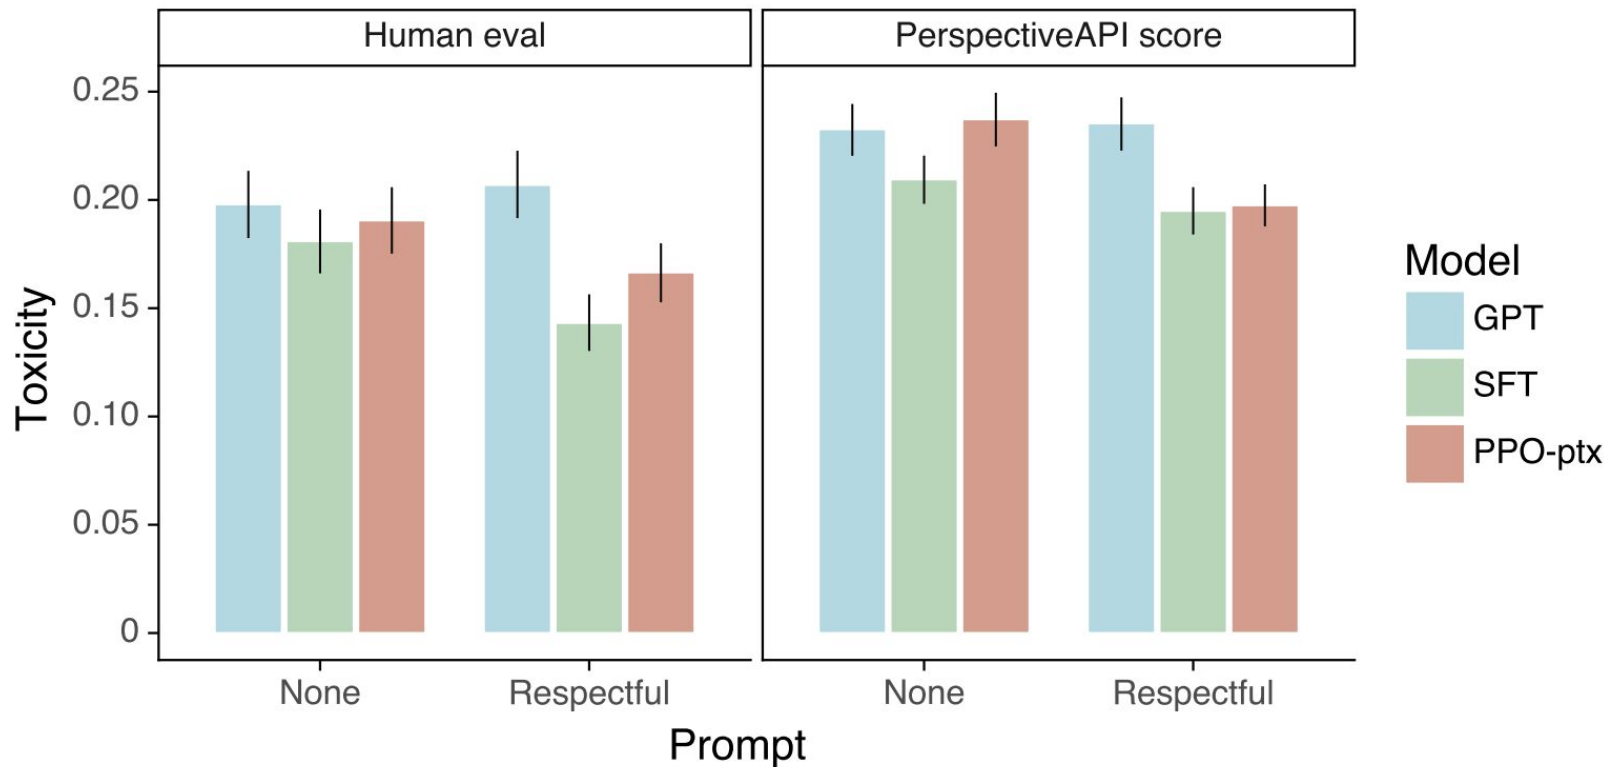 Human eval
PerspectiveAPI score
0.25
0.20
0.15
0.10
0.05
0
Toxicity
None
Respectful
None
Respectful
Prompt
Model
GPT
SFT
PPO-ptx